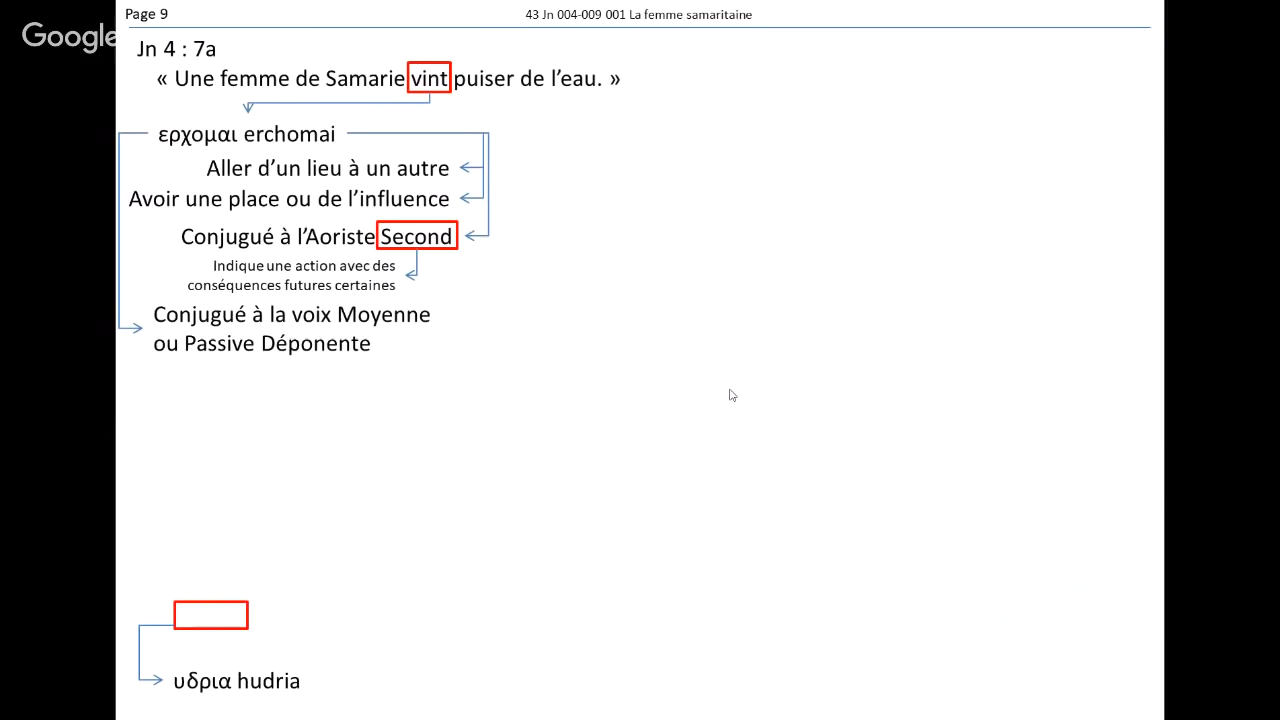 Google
Page 9
43 Jn 004-009 001 La femme samaritaine
Jn 4 : 7a
« Une femme de Samarie vint puiser de l’eau. »
ερχομαι erchomai
Aller d’un lieu à un autre
Avoir une place ou de l’influence
Conjugué à l’Aoriste Second
Indique une action avec des
conséquences futures certaines
Conjugué à la voix Moyenne
ou Passive Déponente
υδρια hudria